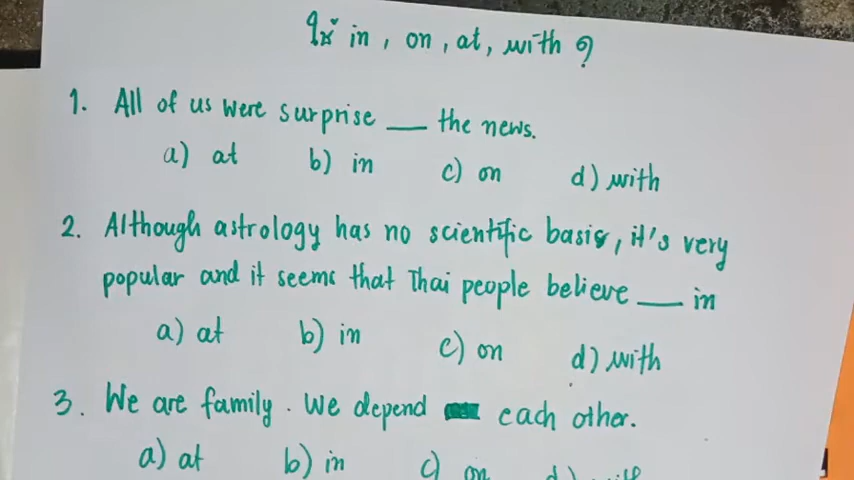 ใช้ in, on, at, with ?
1. All of us were surprise ___ the news.
a) at b) in c) on d) with
2. Although astrology has no scientific basis, it's very
popular and it seems that Thai people believe ___ in
a) at b) in c) on d) with
3. We are family. We depend each other.
a) at b) in c) on d) with